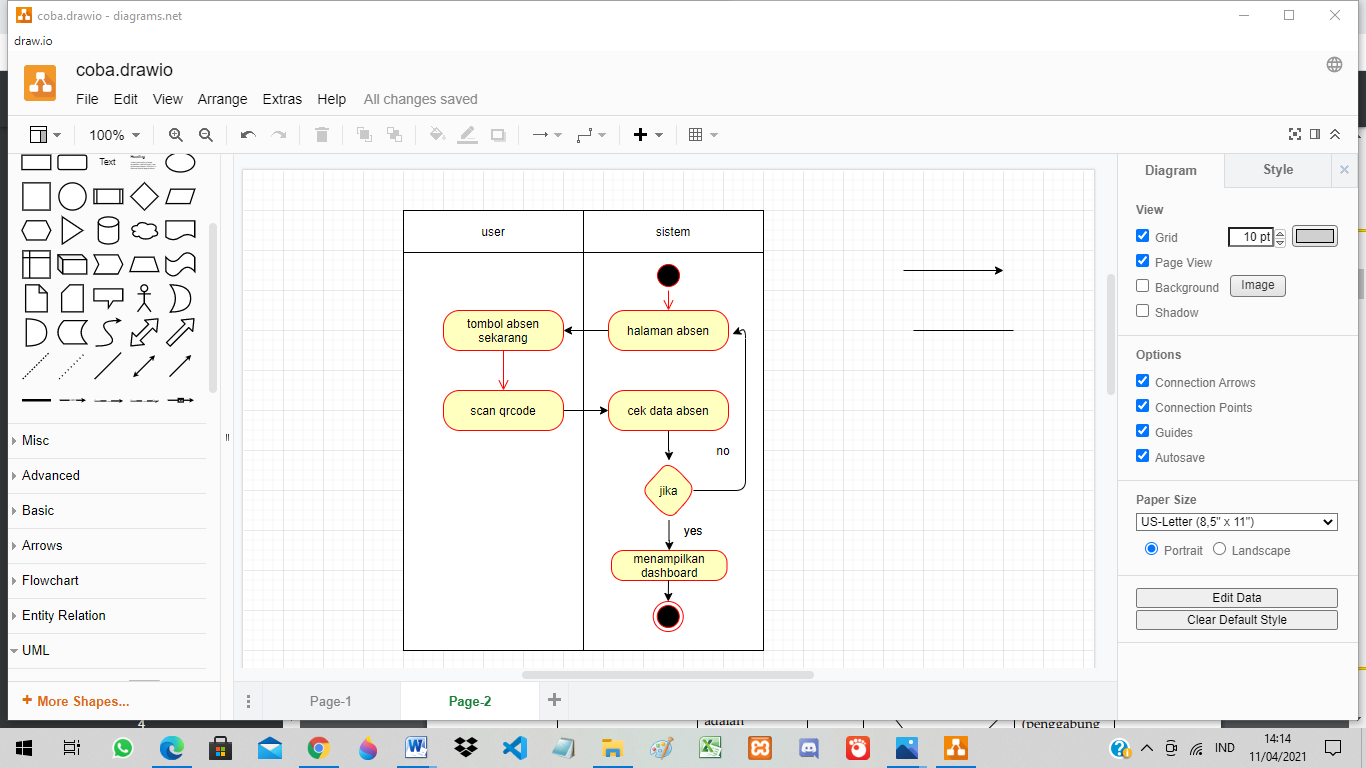 coba.drawio - diagrams.net
draw.io
coba.drawio
File Edit View Arrange Extras Help All changes saved
100%
Text
Misc
Advanced
Basic
Arrows
Flowchart
Entity Relation
UML
+ More Shapes...
user sistem
tombol absen
sekarang
halaman absen
scan qrcode
cek data absen
no
jika
yes
menampilkan
dashboard
Page-1 Page-2
Diagram Style
View
Grid 10 pt
Page View
Background Image
Shadow
Options
Connection Arrows
Connection Points
Guides
Autosave
Paper Size
US-Letter (8,5" x 11")
Portrait Landscape
Edit Data
Clear Default Style
4 adalah (penggabung
IND
14:14
11/04/2021